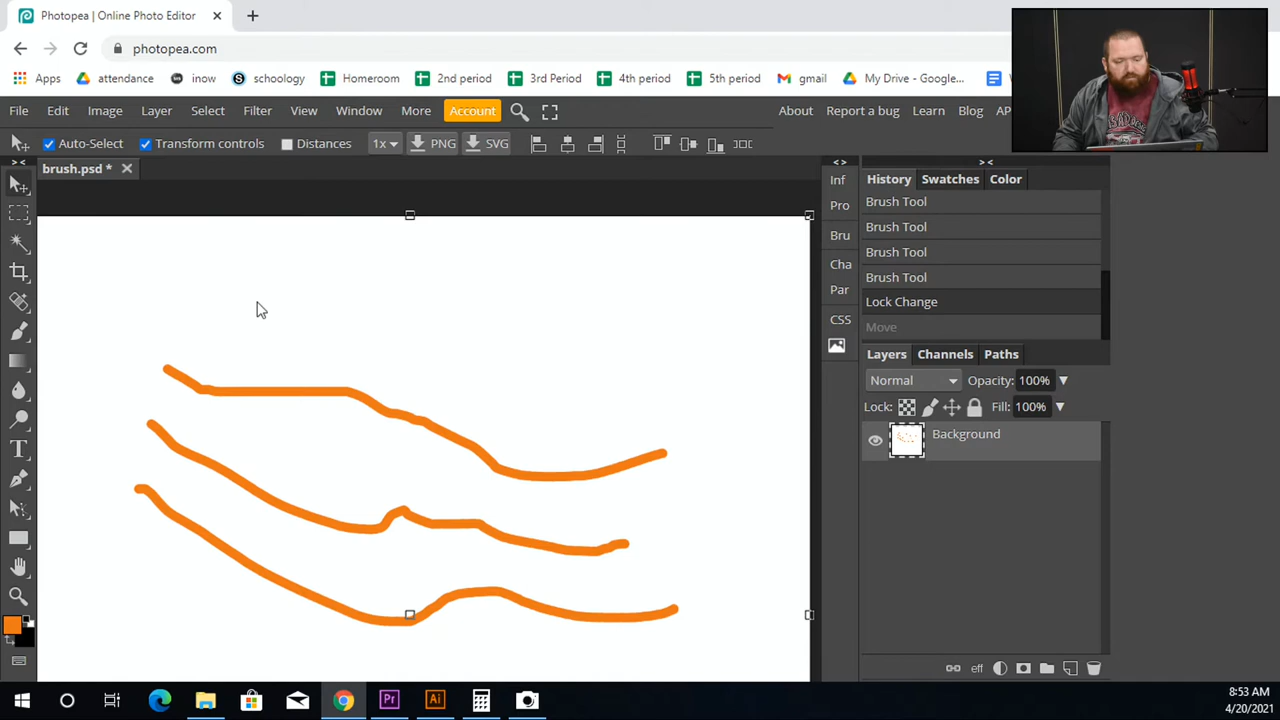 Photopea | Online Photo Editor
photopea.com
Apps attendance inow schoology Homeroom 2nd period 3rd Period 4th period 5th period gmail My Drive - Google...
File Edit Image Layer Select Filter View Window More Account About Report a bug Learn Blog
Auto-Select Transform controls Distances 1x PNG SVG
brush.psd *
Inf
Pro
Bru
Cha
Par
CSS
History Swatches Color
Brush Tool
Brush Tool
Brush Tool
Brush Tool
Lock Change
Move
Layers Channels Paths
Normal Opacity: 100%
Lock: Fill: 100%
Background
eff
8:53 AM
4/20/2021